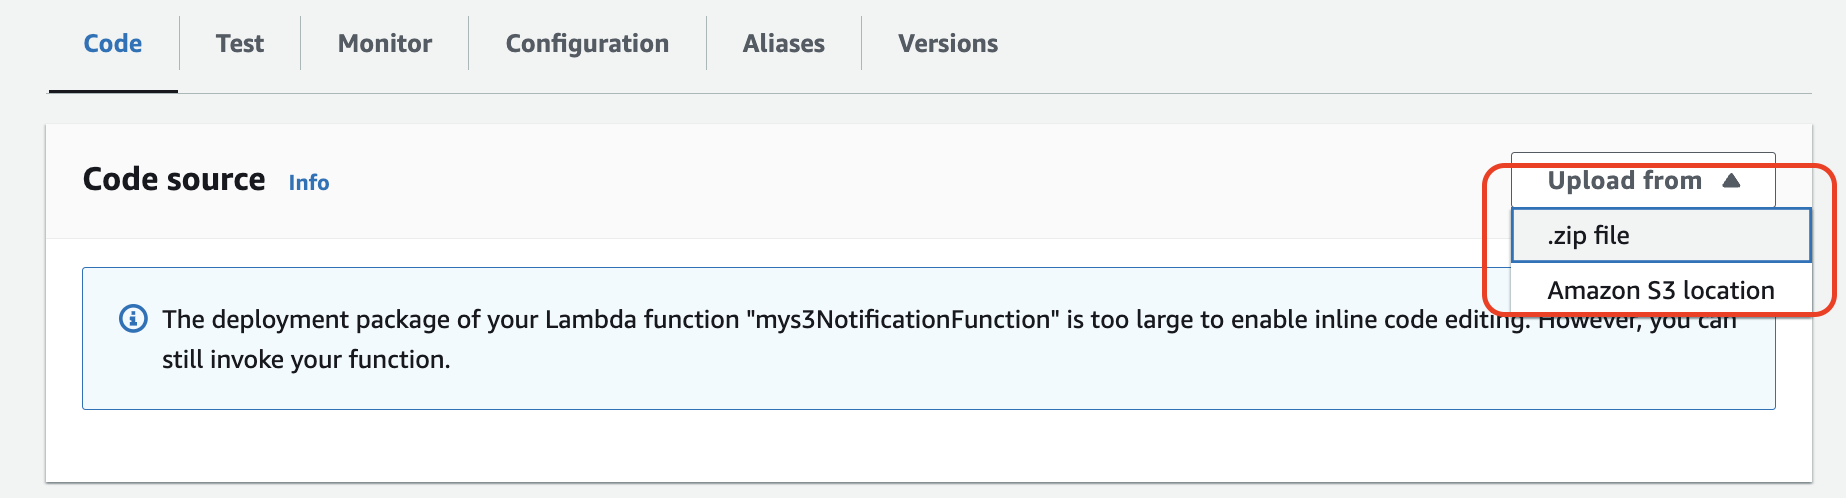 Code Test Monitor Configuration Aliases Versions
Code source Info
Upload from
.zip file
Amazon S3 location
The deployment package of your Lambda function "mys3NotificationFunction" is too large to enable inline code editing. However, you can
still invoke your function.